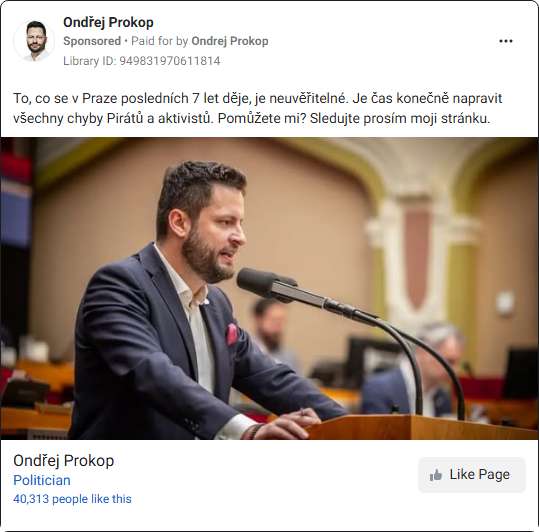 Ondřej Prokop
Sponsored • Paid for by Ondrej Prokop
Library ID: 949831970611814
To, co se v Praze posledních 7 let děje, je neuvěřitelné. Je čas konečně napravit
všechny chyby Pirátů a aktivistů. Pomůžete mi? Sledujte prosím moji stránku.
Ondřej Prokop
Politician
40,313 people like this
Like Page